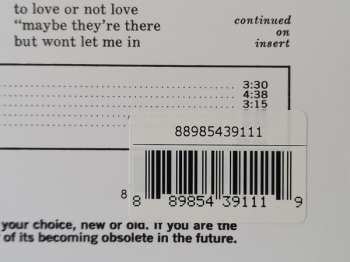 to love or not love
"maybe they're there
but wont let me in
continued
on
insert
3:30
4:38
3:15
88985439111
8
8 89854 39111 9
your choice, new or old. If you are the
of its becoming obsolete in the future.